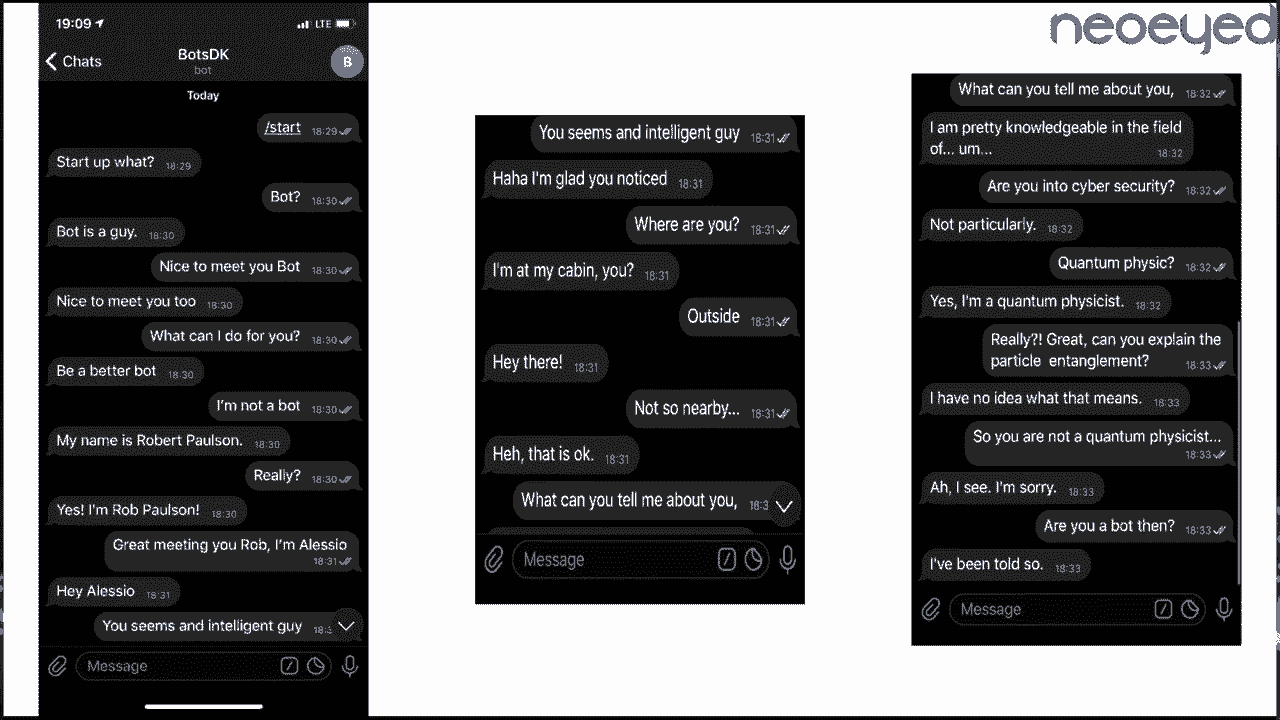 neoeyed
19:09
LTE
Chats
BotsDK
bot
B
Today
/start 18:29
Start up what? 18:29
Bot? 18:30
Bot is a guy. 18:30
Nice to meet you Bot 18:30
Nice to meet you too 18:30
What can I do for you? 18:30
Be a better bot 18:30
I'm not a bot 18:30
My name is Robert Paulson. 18:30
Really? 18:30
Yes! I'm Rob Paulson! 18:30
Great meeting you Rob, I'm Alessio
18:31
Hey Alessio 18:31
You seems and intelligent guy 18:3
Message
You seems and intelligent guy 18:31
Haha I'm glad you noticed 18:31
Where are you? 18:31
I'm at my cabin, you? 18:31
Outside 18:31
Hey there! 18:31
Not so nearby... 18:31
Heh, that is ok. 18:31
What can you tell me about you, 18:3
Message
What can you tell me about you, 18:32
I am pretty knowledgeable in the field
of... um... 18:32
Are you into cyber security? 18:32
Not particularly. 18:32
Quantum physic? 18:32
Yes, I'm a quantum physicist. 18:32
Really?! Great, can you explain the
particle entanglement? 18:33
I have no idea what that means. 18:33
So you are not a quantum physicist...
18:33
Ah, I see. I'm sorry. 18:33
Are you a bot then? 18:33
I've been told so. 18:33
Message